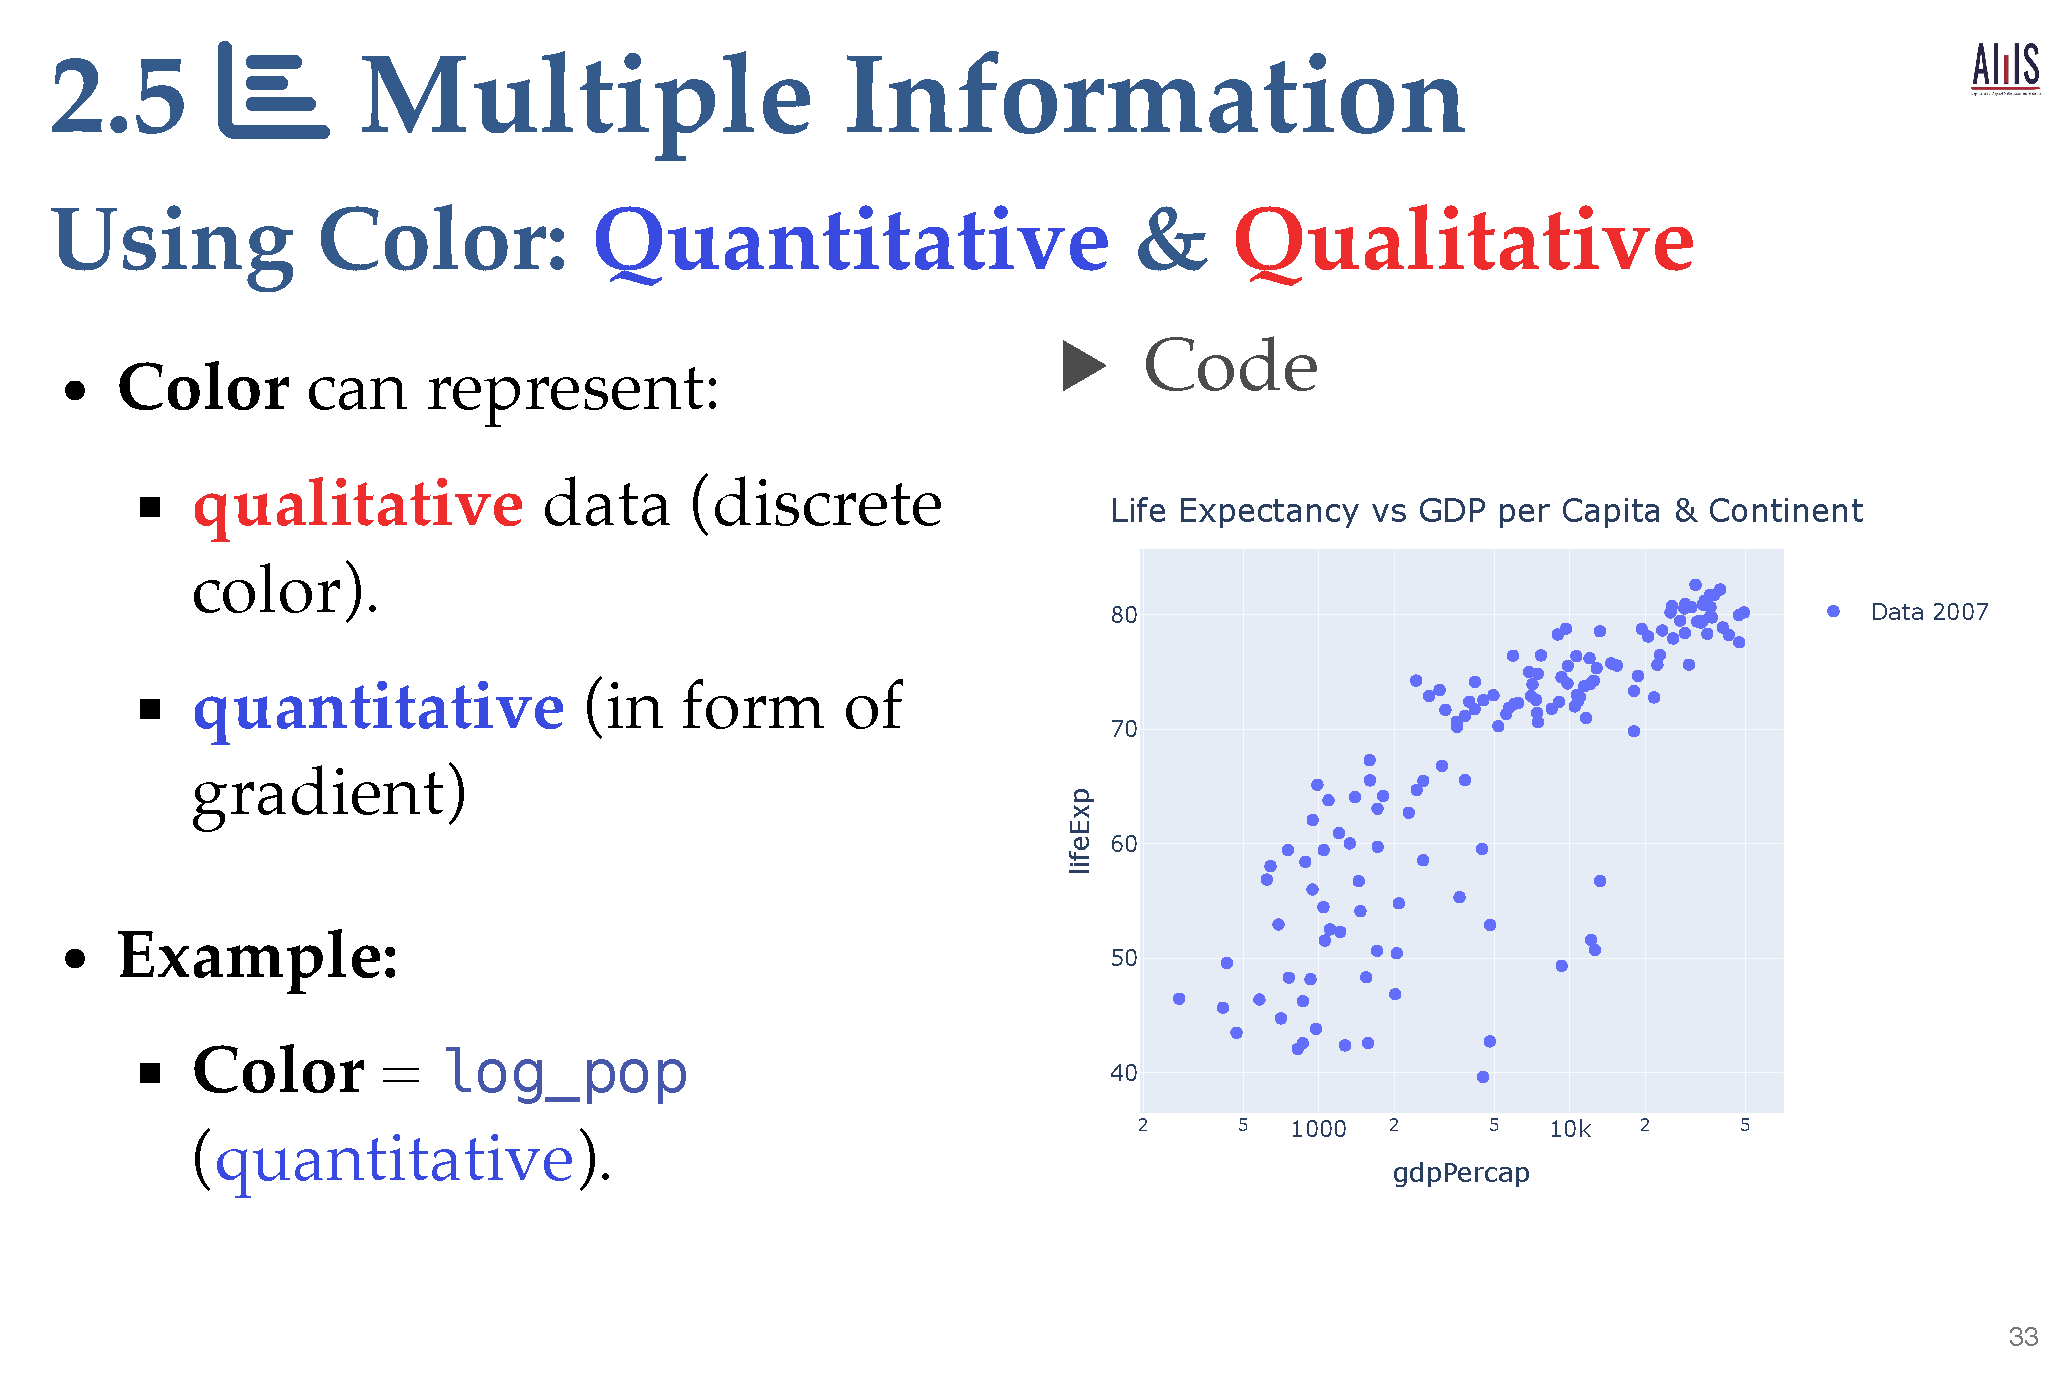 2.5 Multiple Information
AMIS
Using Color: Quantitative & Qualitative
• Color can represent:
▪ qualitative data (discrete
color).
▪ quantitative (in form of
gradient)
• Example:
▪ Color = log_pop
(quantitative).
▶ Code
Life Expectancy vs GDP per Capita & Continent
Data 2007
80
70
60
50
40
lifeExp
2 5 1000 2 5 10k 2 5
gdpPercap
33